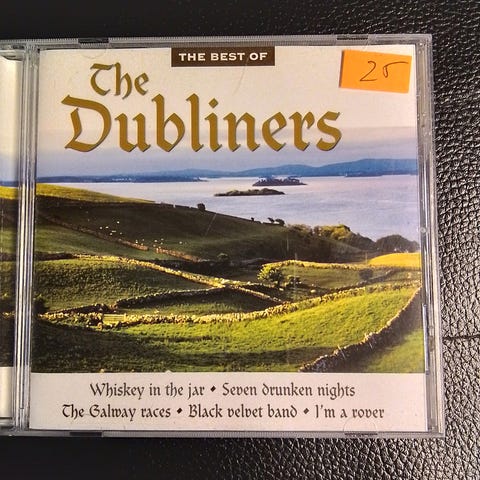 THE BEST OF
25
The
Dubliners
Whiskey in the jar • Seven drunken nights
The Galway races • Black velvet band • I'm a rover